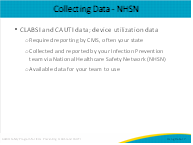 Collecting Data - NHSN
• CLABSI and CAUTI data; device utilization data
o Required reporting by CMS, often your state
o Collected and reported by your Infection Prevention
team via National Healthcare Safety Network (NHSN)
o Available data for your team to use